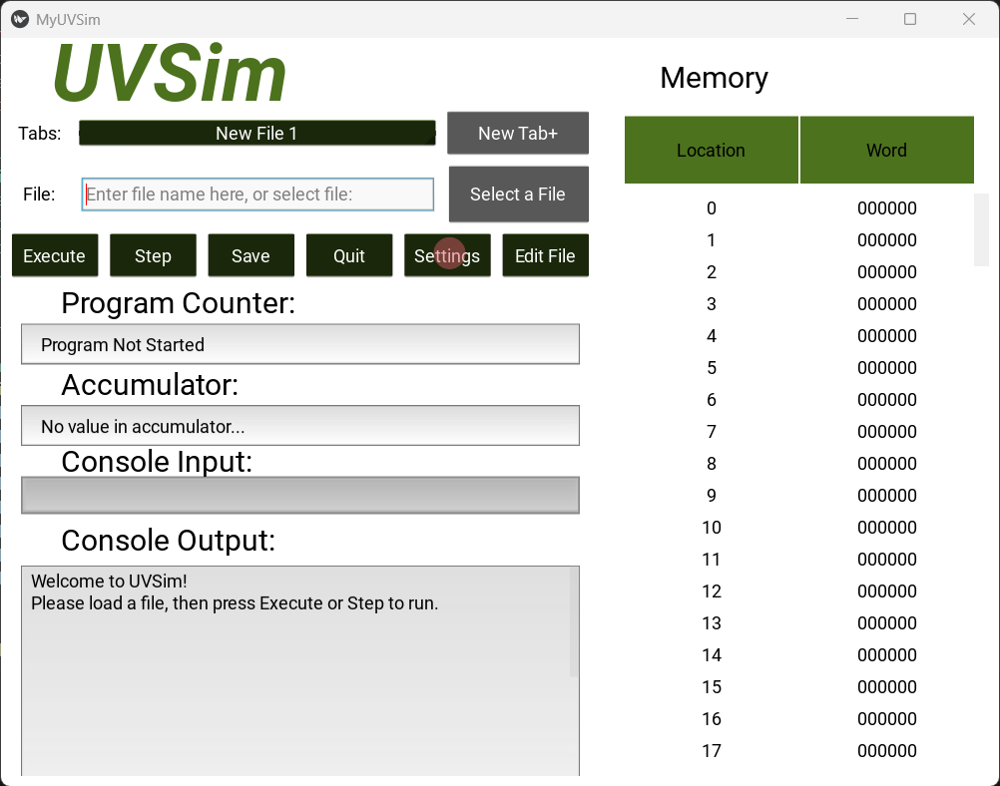 MyUVSim
UVSim
Tabs: New File 1 New Tab+
File: Enter file name here, or select file: Select a File
Execute Step Save Quit Settings Edit File
Program Counter:
Program Not Started
Accumulator:
No value in accumulator...
Console Input:
Console Output:
Welcome to UVSim!
Please load a file, then press Execute or Step to run.
Memory
Location Word
0 000000
1 000000
2 000000
3 000000
4 000000
5 000000
6 000000
7 000000
8 000000
9 000000
10 000000
11 000000
12 000000
13 000000
14 000000
15 000000
16 000000
17 000000